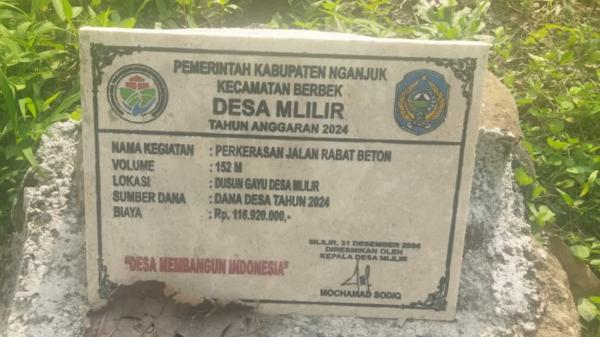 PEMERINTAH KABUPATEN NGANJUK
KECAMATAN BERBEK
DESA MLILIR
TAHUN ANGGARAN 2024
NAMA KEGIATAN : PERKERASAN JALAN RABAT BETON
VOLUME : 152 M
LOKASI : DUSUN GAYU DESA MLILIR
SUMBER DANA : DANA DESA TAHUN 2024
BIAYA : Rp. 116.920.000,-
MLILIR, 31 DESEMBER 2024
DIRESMIKAN OLEH
KEPALA DESA MLILIR
"DESA MEMBANGUN INDONESIA"
MOCHAMAD SODIQ